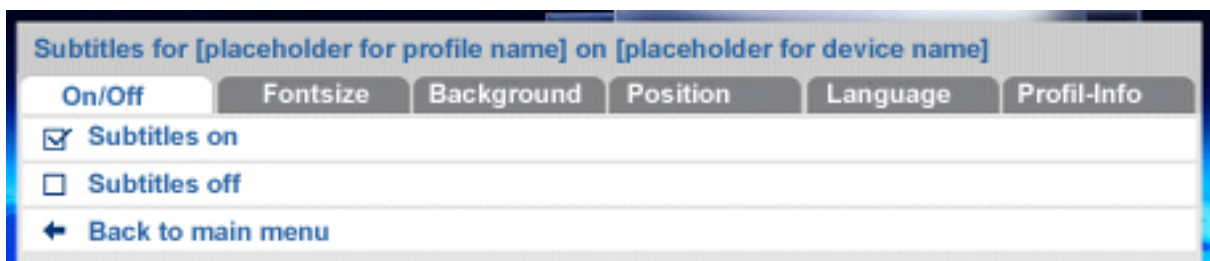 Subtitles for [placeholder for profile name] on [placeholder for device name]
On/Off Fontsize Background Position Language Profil-Info
Subtitles on
Subtitles off
Back to main menu